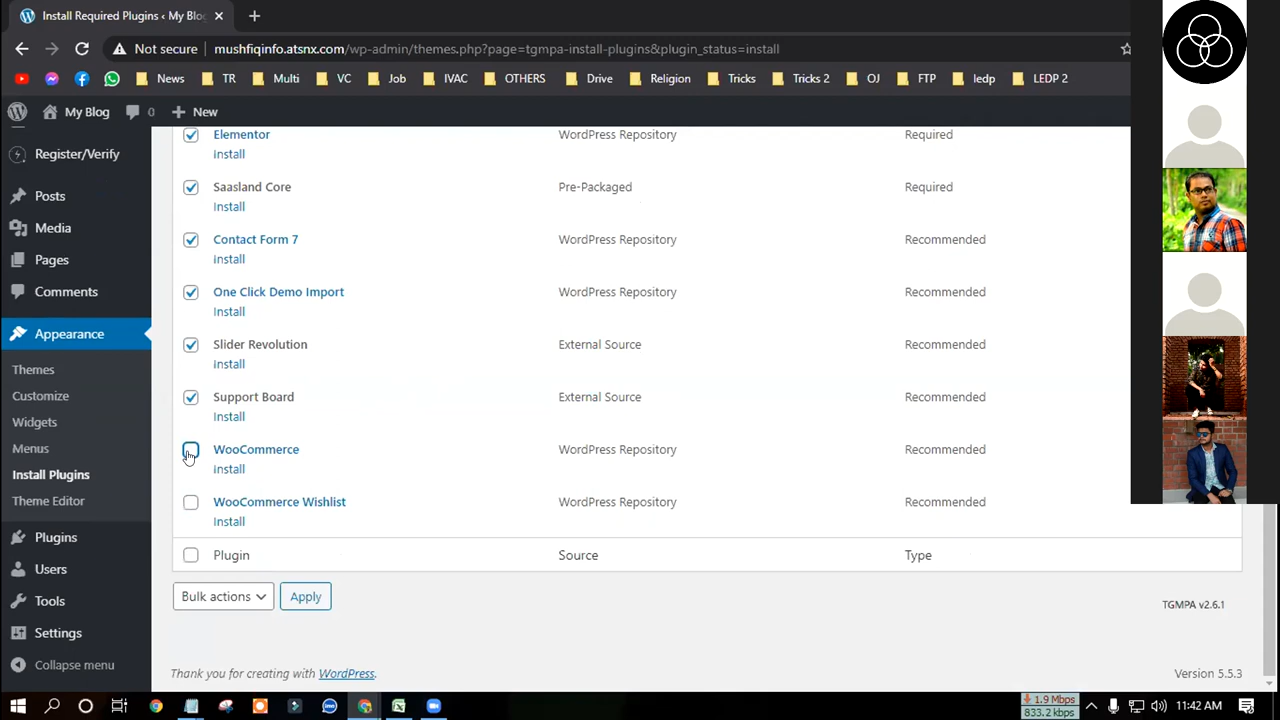 Install Required Plugins ‹ My Blog
Not secure mushfiqinfo.atsnx.com/wp-admin/themes.php?page=tgmpa-install-plugins&plugin_status=install
News TR Multi VC Job IVAC OTHERS Drive Religion Tricks Tricks 2 OJ FTP ledp LEDP 2
My Blog 0 New
Register/Verify
Posts
Media
Pages
Comments
Appearance
Themes
Customize
Widgets
Menus
Install Plugins
Theme Editor
Plugins
Users
Tools
Settings
Collapse menu
Elementor WordPress Repository Required
Install
Saasland Core Pre-Packaged Required
Install
Contact Form 7 WordPress Repository Recommended
Install
One Click Demo Import WordPress Repository Recommended
Install
Slider Revolution External Source Recommended
Install
Support Board External Source Recommended
Install
WooCommerce WordPress Repository Recommended
Install
WooCommerce Wishlist WordPress Repository Recommended
Install
Plugin Source Type
Bulk actions Apply
TGMPA v2.6.1
Thank you for creating with WordPress. Version 5.5.3
1.9 Mbps
833.2 kbps
11:42 AM